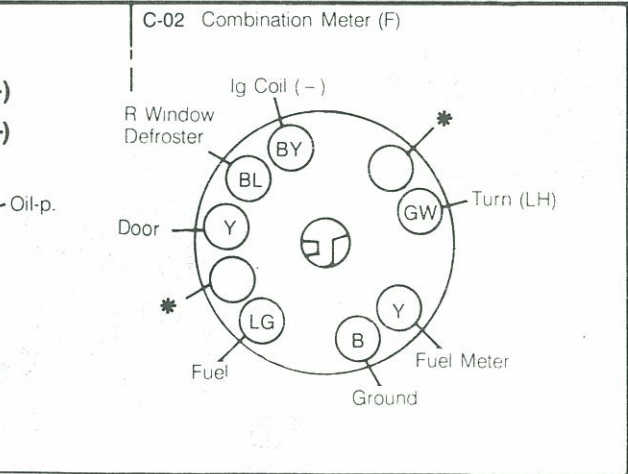 C-02 Combination Meter (F)
-)
-)
Oil-p.
Ig Coil (-)
R Window
Defroster
*
BY
BL
GW
Turn (LH)
Door
Y
*
LG
Y
B
Fuel
Fuel Meter
Ground